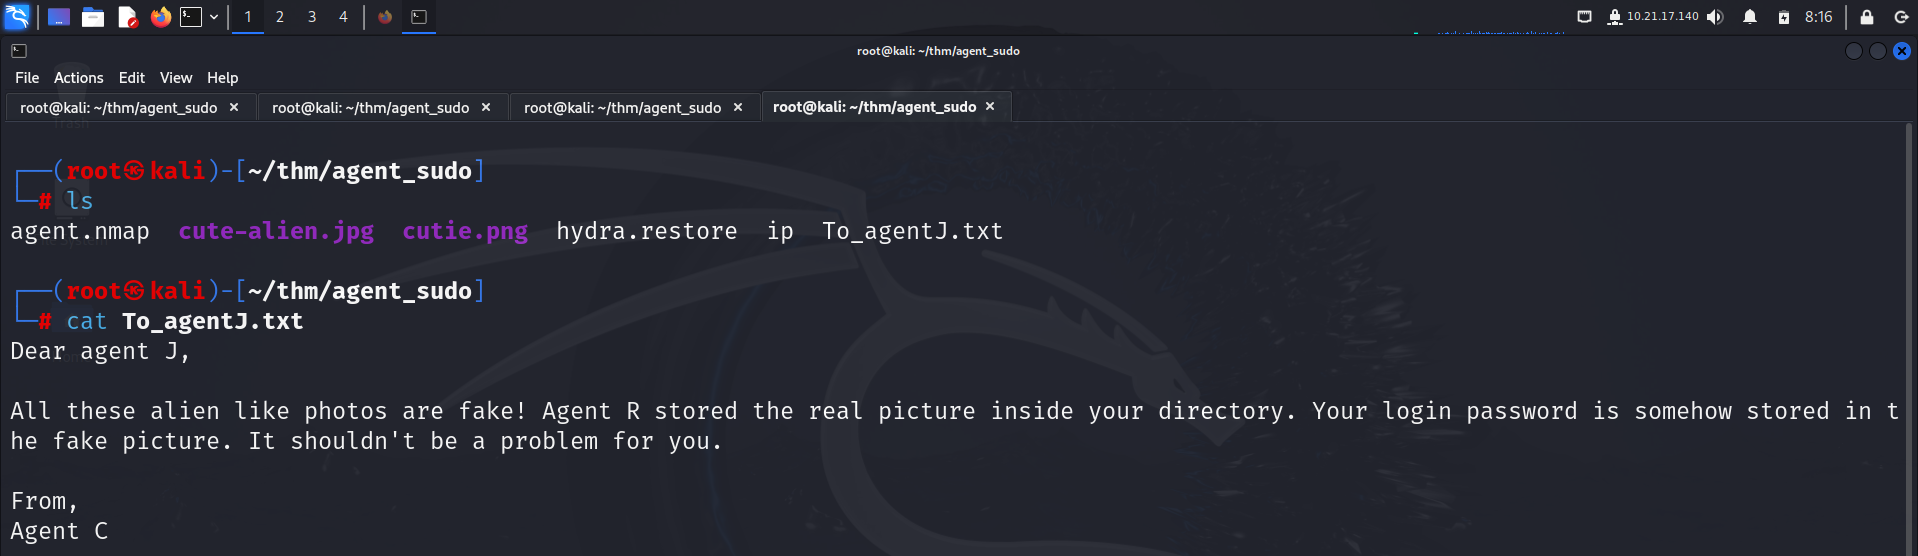 1 2 3 4 10.21.17.140 8:16
root@kali: ~/thm/agent_sudo
File Actions Edit View Help
root@kali: ~/thm/agent_sudo × root@kali: ~/thm/agent_sudo × root@kali: ~/thm/agent_sudo × root@kali: ~/thm/agent_sudo ×
Trash
(root㉿kali)-[~/thm/agent_sudo]
# ls
agent.nmap cute-alien.jpg cutie.png hydra.restore ip To_agentJ.txt
(root㉿kali)-[~/thm/agent_sudo]
# cat To_agentJ.txt
Dear agent J,
All these alien like photos are fake! Agent R stored the real picture inside your directory. Your login password is somehow stored in t
he fake picture. It shouldn't be a problem for you.
From,
Agent C